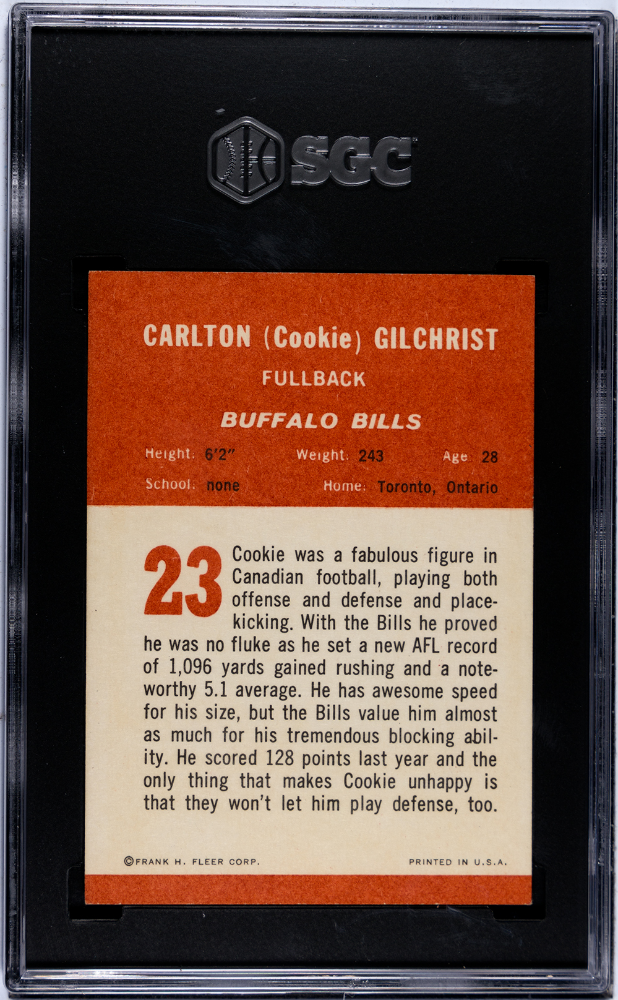 SGC
CARLTON (Cookie) GILCHRIST
FULLBACK
BUFFALO BILLS
Height: 6'2" Weight: 243 Age 28
School: none Home: Toronto, Ontario
23
Cookie was a fabulous figure in
Canadian football, playing both
offense and defense and place-
kicking. With the Bills he proved
he was no fluke as he set a new AFL record
of 1,096 yards gained rushing and a note-
worthy 5.1 average. He has awesome speed
for his size, but the Bills value him almost
as much for his tremendous blocking abil-
ity. He scored 128 points last year and the
only thing that makes Cookie unhappy is
that they won't let him play defense, too.
©FRANK H. FLEER CORP. PRINTED IN U.S.A.